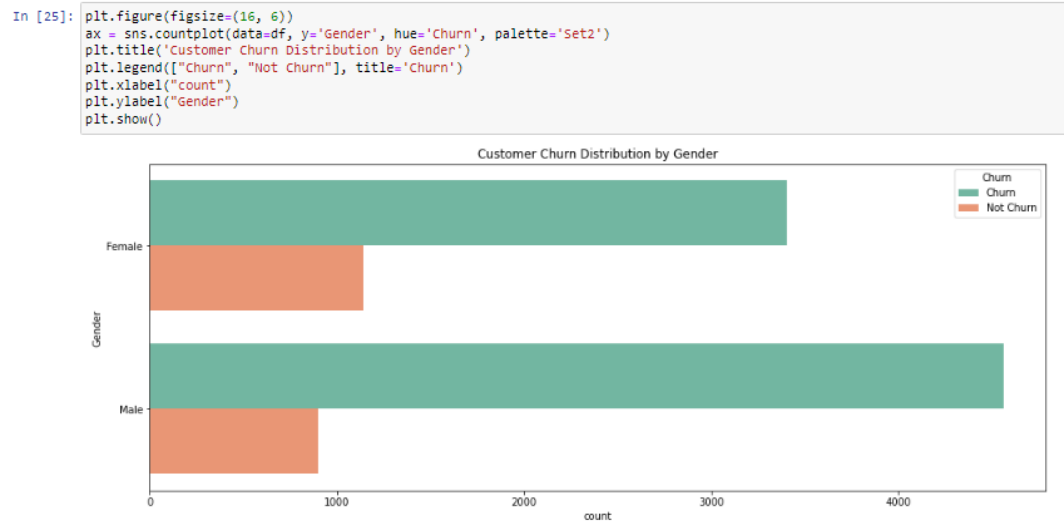 In [25]: plt.figure(figsize=(16, 6))
ax = sns.countplot(data=df, y='Gender', hue='Churn', palette='Set2')
plt.title('Customer Churn Distribution by Gender')
plt.legend(["Churn", "Not Churn"], title='Churn')
plt.xlabel("count")
plt.ylabel("Gender")
plt.show()
Customer Churn Distribution by Gender
Churn
Churn
Not Churn
Female
Gender
Male
0 1000 2000 3000 4000
count